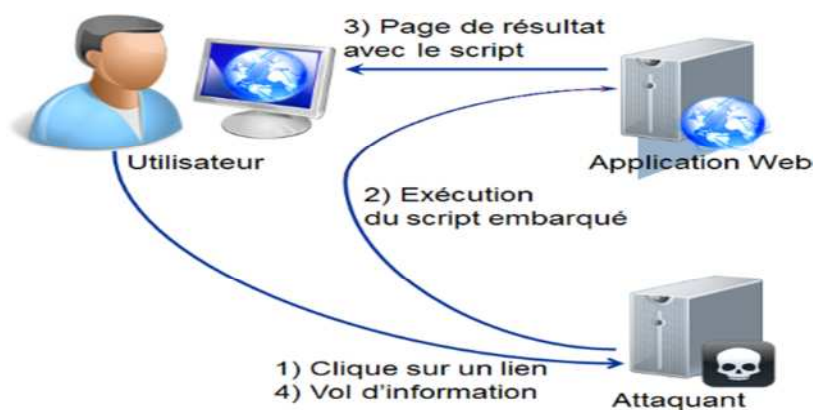 3) Page de résultat
avec le script
Utilisateur
Application Web
2) Exécution
du script embarqué
1) Clique sur un lien
4) Vol d'information
Attaquant